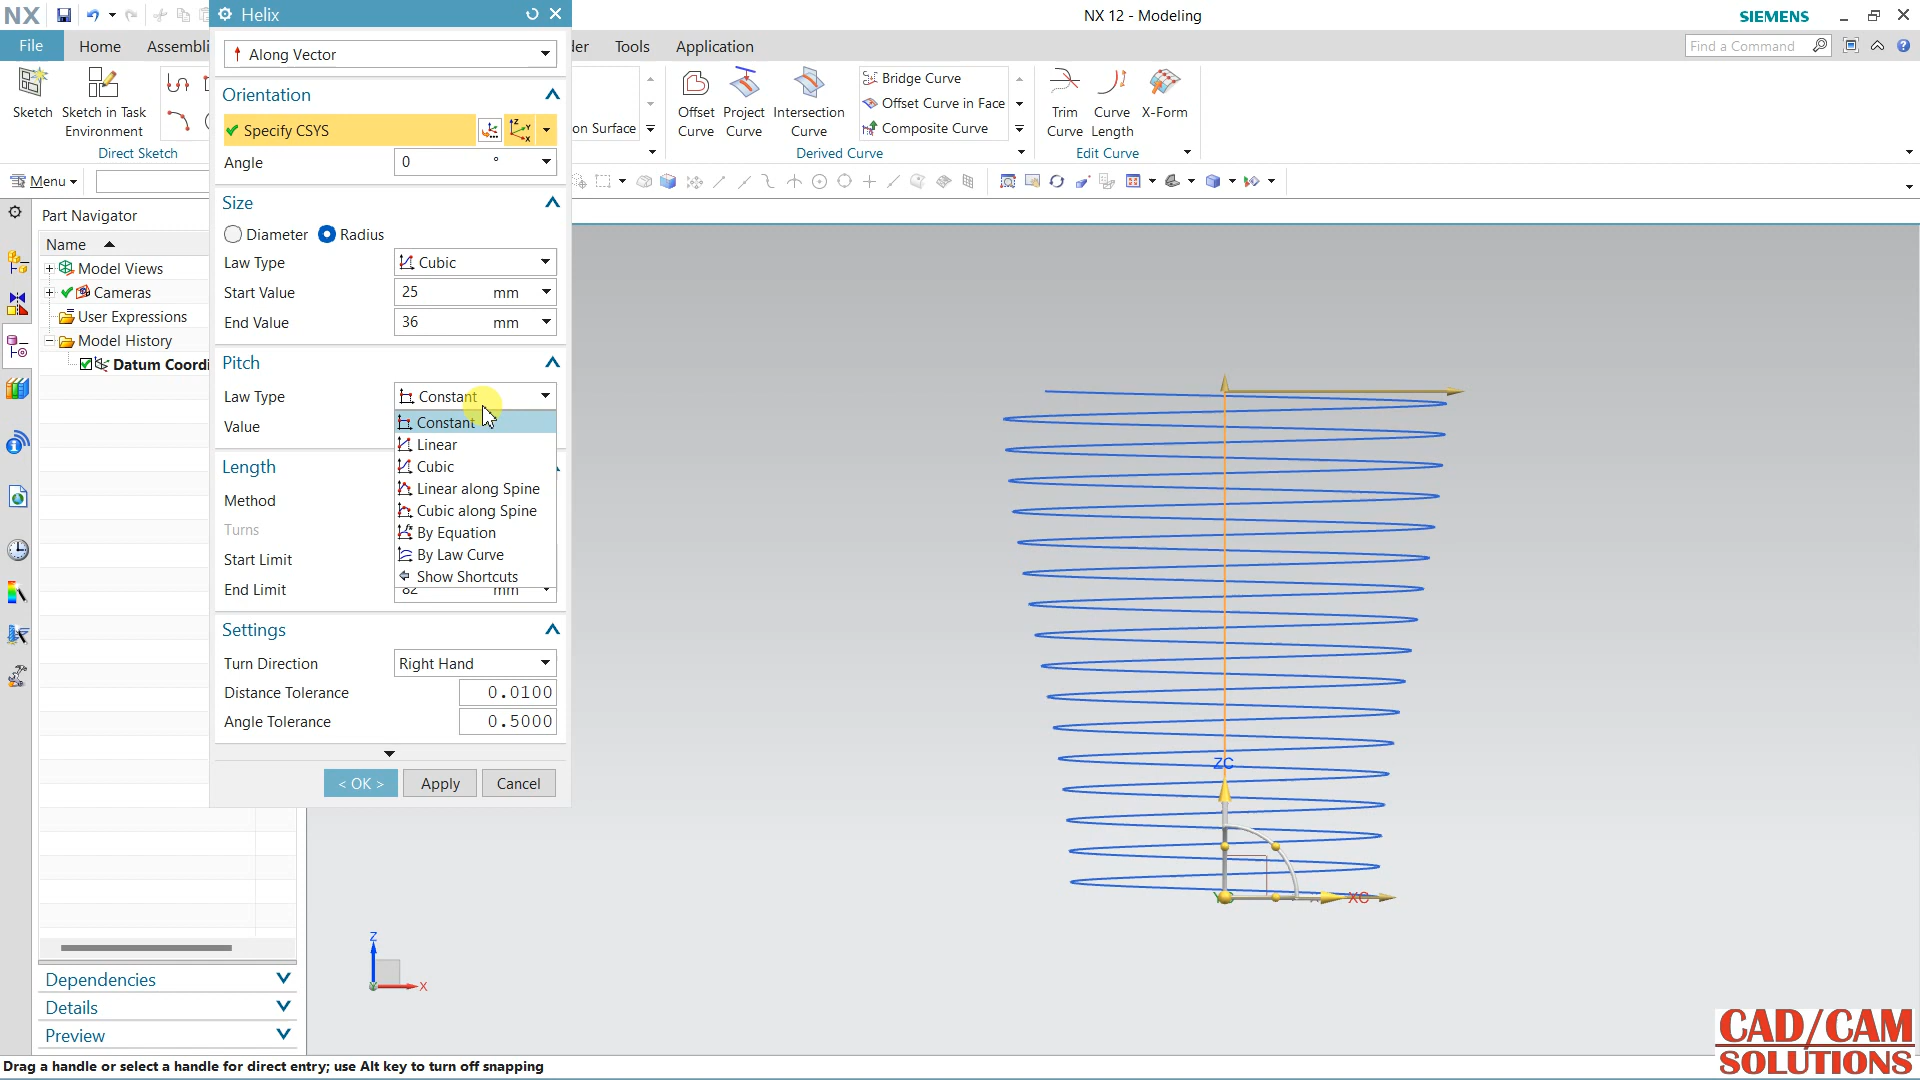 NX
Helix
NX 12 - Modeling
SIEMENS
File
Home
Assembli
der
Tools
Application
Find a Command
Along Vector
Orientation
Specify CSYS
Angle
0
°
Size
Diameter
Radius
Law Type
Cubic
Start Value
25
mm
End Value
36
mm
Pitch
Law Type
Constant
Value
Constant
Linear
Cubic
Linear along Spine
Cubic along Spine
By Equation
By Law Curve
Show Shortcuts
Length
Method
Turns
Start Limit
End Limit
82
mm
Settings
Turn Direction
Right Hand
Distance Tolerance
0.0100
Angle Tolerance
0.5000
< OK >
Apply
Cancel
Sketch
Sketch in Task
Environment
Direct Sketch
on Surface
Offset
Curve
Project
Curve
Intersection
Curve
Bridge Curve
Offset Curve in Face
Composite Curve
Derived Curve
Trim
Curve
Curve
Length
X-Form
Edit Curve
Menu
Part Navigator
Name
Model Views
Cameras
User Expressions
Model History
Datum Coordi
Dependencies
Details
Preview
ZC
XC
Z
X
CAD/CAM
SOLUTIONS
Drag a handle or select a handle for direct entry; use Alt key to turn off snapping